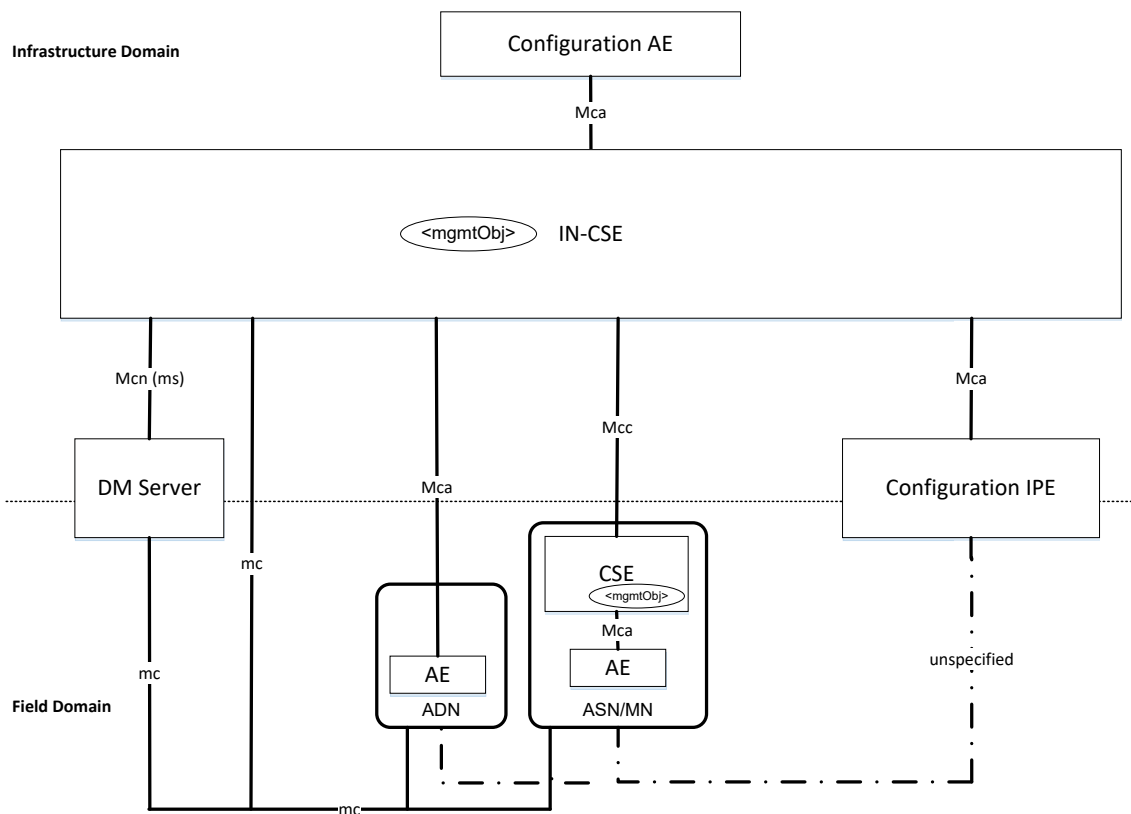 Configuration AE
Infrastructure Domain
Mca
<mgmtObj> IN-CSE
Mcn (ms)
Mca
Mcc
DM Server
Mca
Configuration IPE
mc
CSE
<mgmtObj>
Mca
unspecified
mc
AE
AE
Field Domain
ADN
ASN/MN
mc